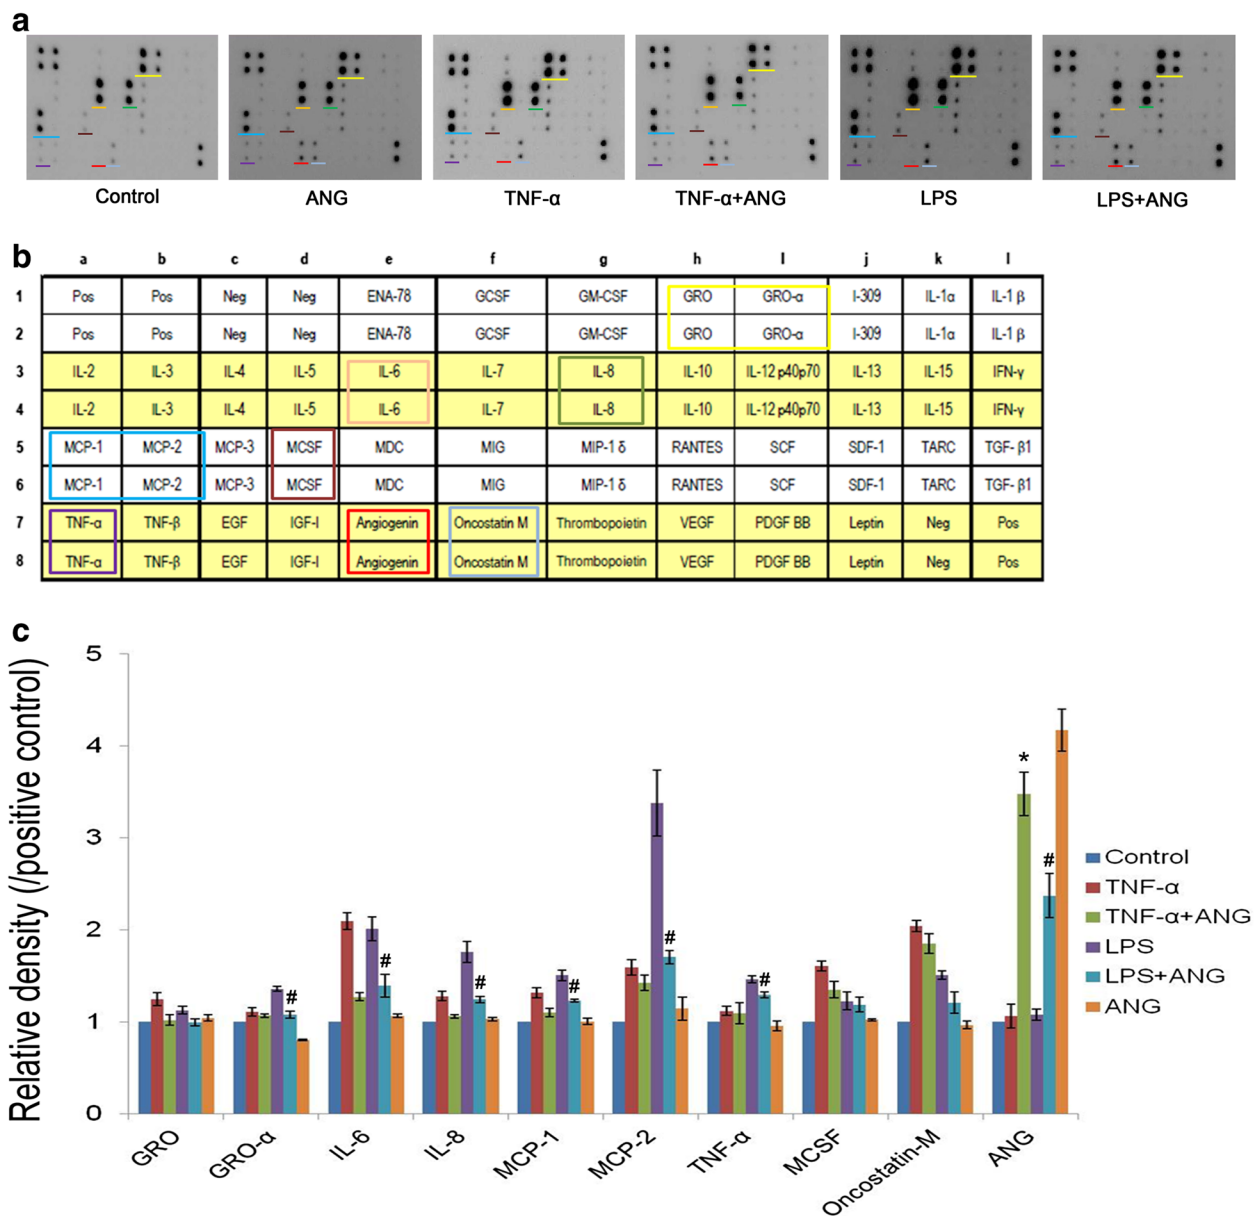 a
Control ANG TNF-α TNF-α+ANG LPS LPS+ANG
b
a b c d e f g h I j k l
1 Pos Pos Neg Neg ENA-78 GCSF GM-CSF GRO GRO-α I-309 IL-1α IL-1 β
2 Pos Pos Neg Neg ENA-78 GCSF GM-CSF GRO GRO-α I-309 IL-1α IL-1 β
3 IL-2 IL-3 IL-4 IL-5 IL-6 IL-7 IL-8 IL-10 IL-12 p40p70 IL-13 IL-15 IFN-γ
4 IL-2 IL-3 IL-4 IL-5 IL-6 IL-7 IL-8 IL-10 IL-12 p40p70 IL-13 IL-15 IFN-γ
5 MCP-1 MCP-2 MCP-3 MCSF MDC MIG MIP-1 δ RANTES SCF SDF-1 TARC TGF- β1
6 MCP-1 MCP-2 MCP-3 MCSF MDC MIG MIP-1 δ RANTES SCF SDF-1 TARC TGF- β1
7 TNF-α TNF-β EGF IGF-I Angiogenin Oncostatin M Thrombopoietin VEGF PDGF BB Leptin Neg Pos
8 TNF-α TNF-β EGF IGF-I Angiogenin Oncostatin M Thrombopoietin VEGF PDGF BB Leptin Neg Pos
c
Relative density (/positive control)
5
4
3
2
1
0
# # # # # # * #
GRO GRO-α IL-6 IL-8 MCP-1 MCP-2 TNF-α MCSF Oncostatin-M ANG
Control
TNF-α
TNF-α+ANG
LPS
LPS+ANG
ANG